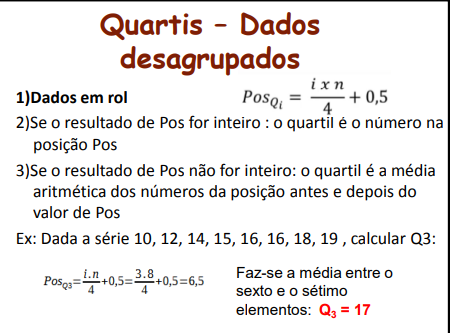 Quartis – Dados
desagrupados
1)Dados em rol
Pos_{Q_i} = \frac{i x n}{4} + 0,5
2)Se o resultado de Pos for inteiro : o quartil é o número na
posição Pos
3)Se o resultado de Pos não for inteiro: o quartil é a média
aritmética dos números da posição antes e depois do
valor de Pos
Ex: Dada a série 10, 12, 14, 15, 16, 16, 18, 19 , calcular Q3:
Pos_{Q3}=\frac{i.n}{4}+0,5=\frac{3.8}{4}+0,5=6,5
Faz-se a média entre o
sexto e o sétimo
elementos: Q₃ = 17